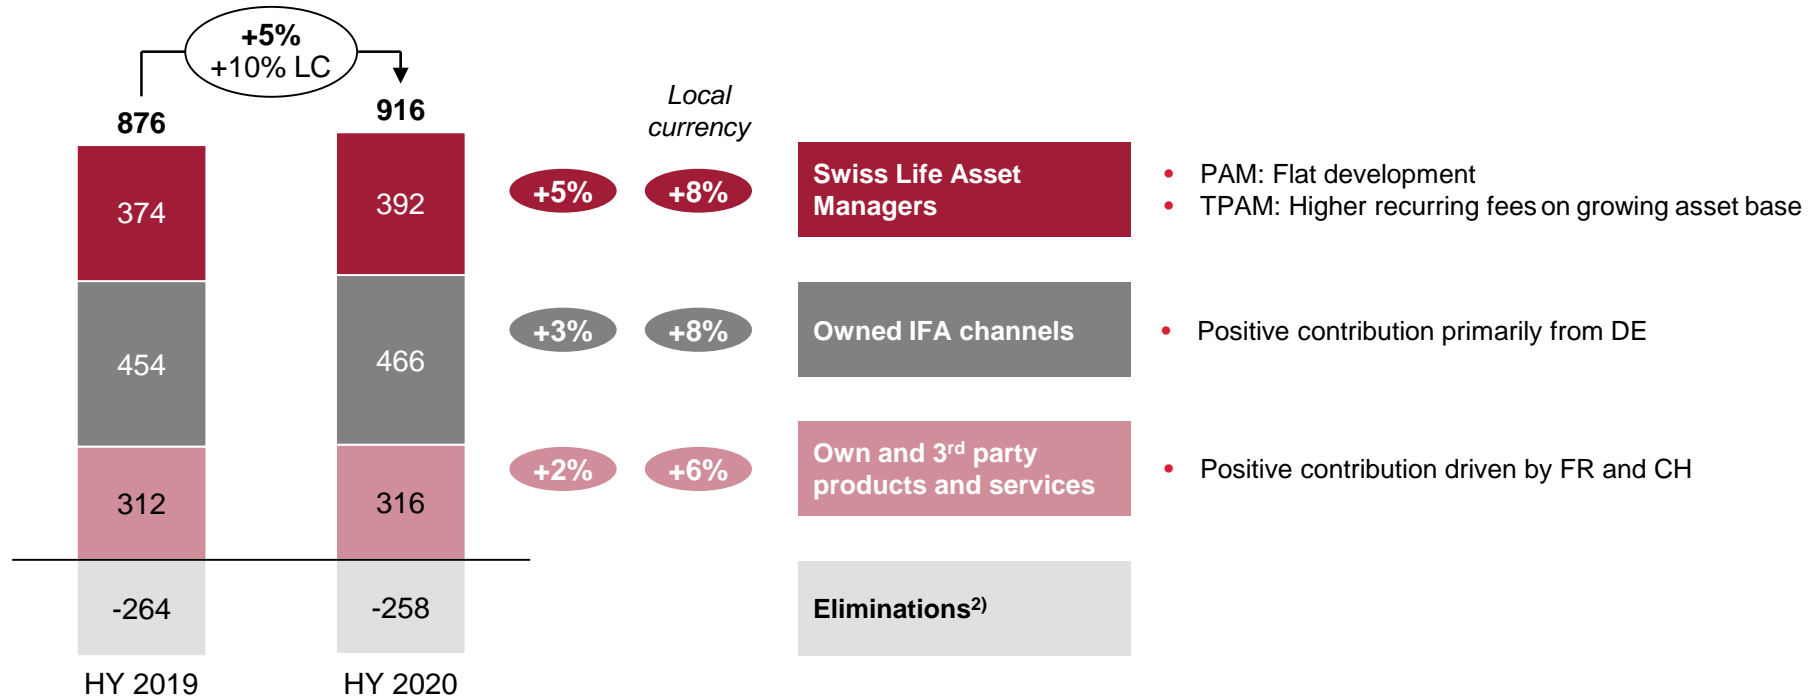 +5%
+10% LC
876
916
Local
currency
374
392
+5%
+8%
Swiss Life Asset
Managers
• PAM: Flat development
• TPAM: Higher recurring fees on growing asset base
454
466
+3%
+8%
Owned IFA channels
• Positive contribution primarily from DE
312
316
+2%
+6%
Own and 3rd party
products and services
• Positive contribution driven by FR and CH
-264
-258
Eliminations2)
HY 2019
HY 2020